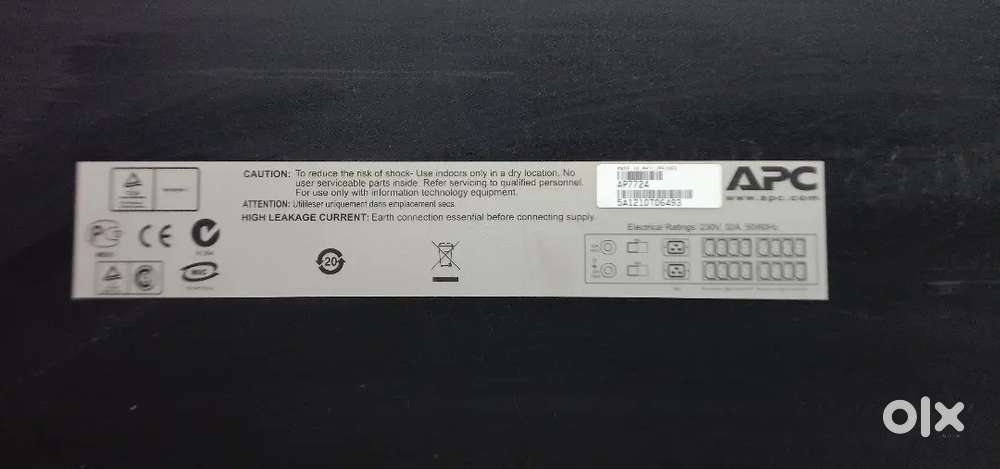 CAUTION: To reduce the risk of shock- Use indoors only in a dry location. No
user serviceable parts inside. Refer servicing to qualified personnel.
For use only with information technology equipment.
ATTENTION: Utiliser uniquement dans emplacement secs.
HIGH LEAKAGE CURRENT: Earth connection essential before connecting supply.
AP7724
5A1210T06493
APC
www.apc.com
Electrical Ratings: 230V, 32A, 50/60Hz
CE
20
olx